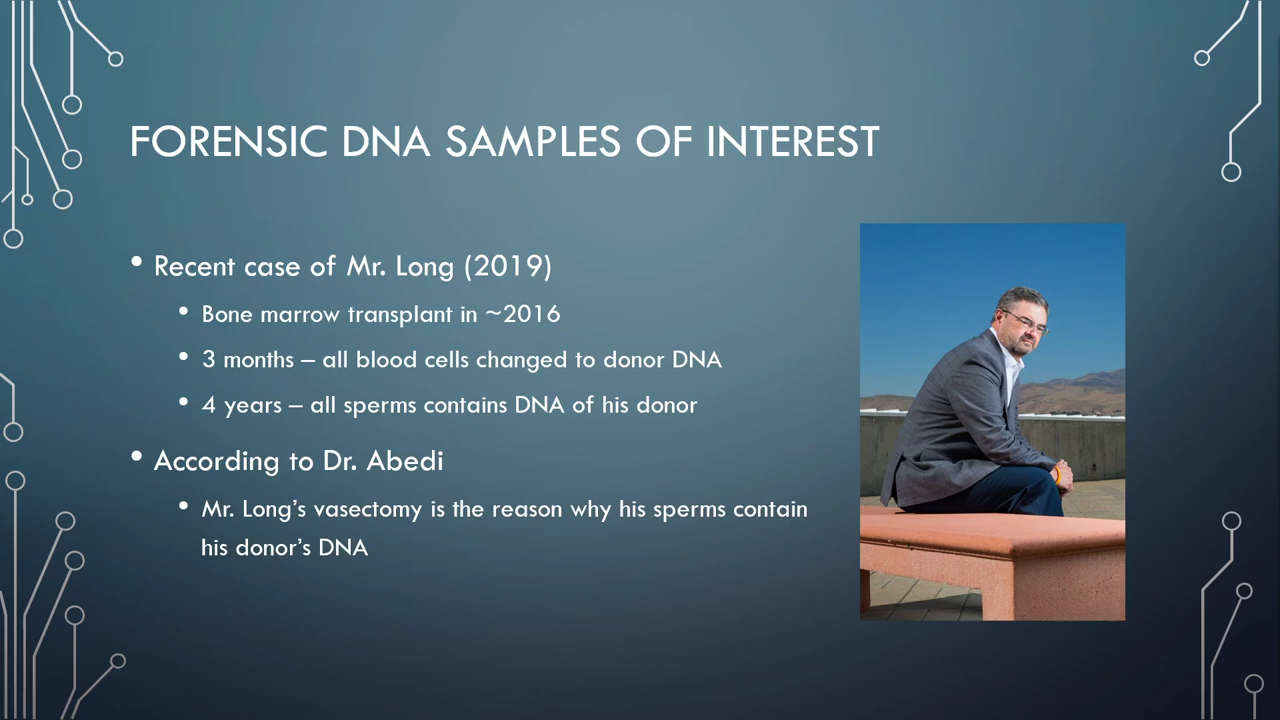 FORENSIC DNA SAMPLES OF INTEREST
• Recent case of Mr. Long (2019)
• Bone marrow transplant in ~2016
• 3 months – all blood cells changed to donor DNA
• 4 years – all sperms contains DNA of his donor
• According to Dr. Abedi
• Mr. Long’s vasectomy is the reason why his sperms contain
his donor’s DNA